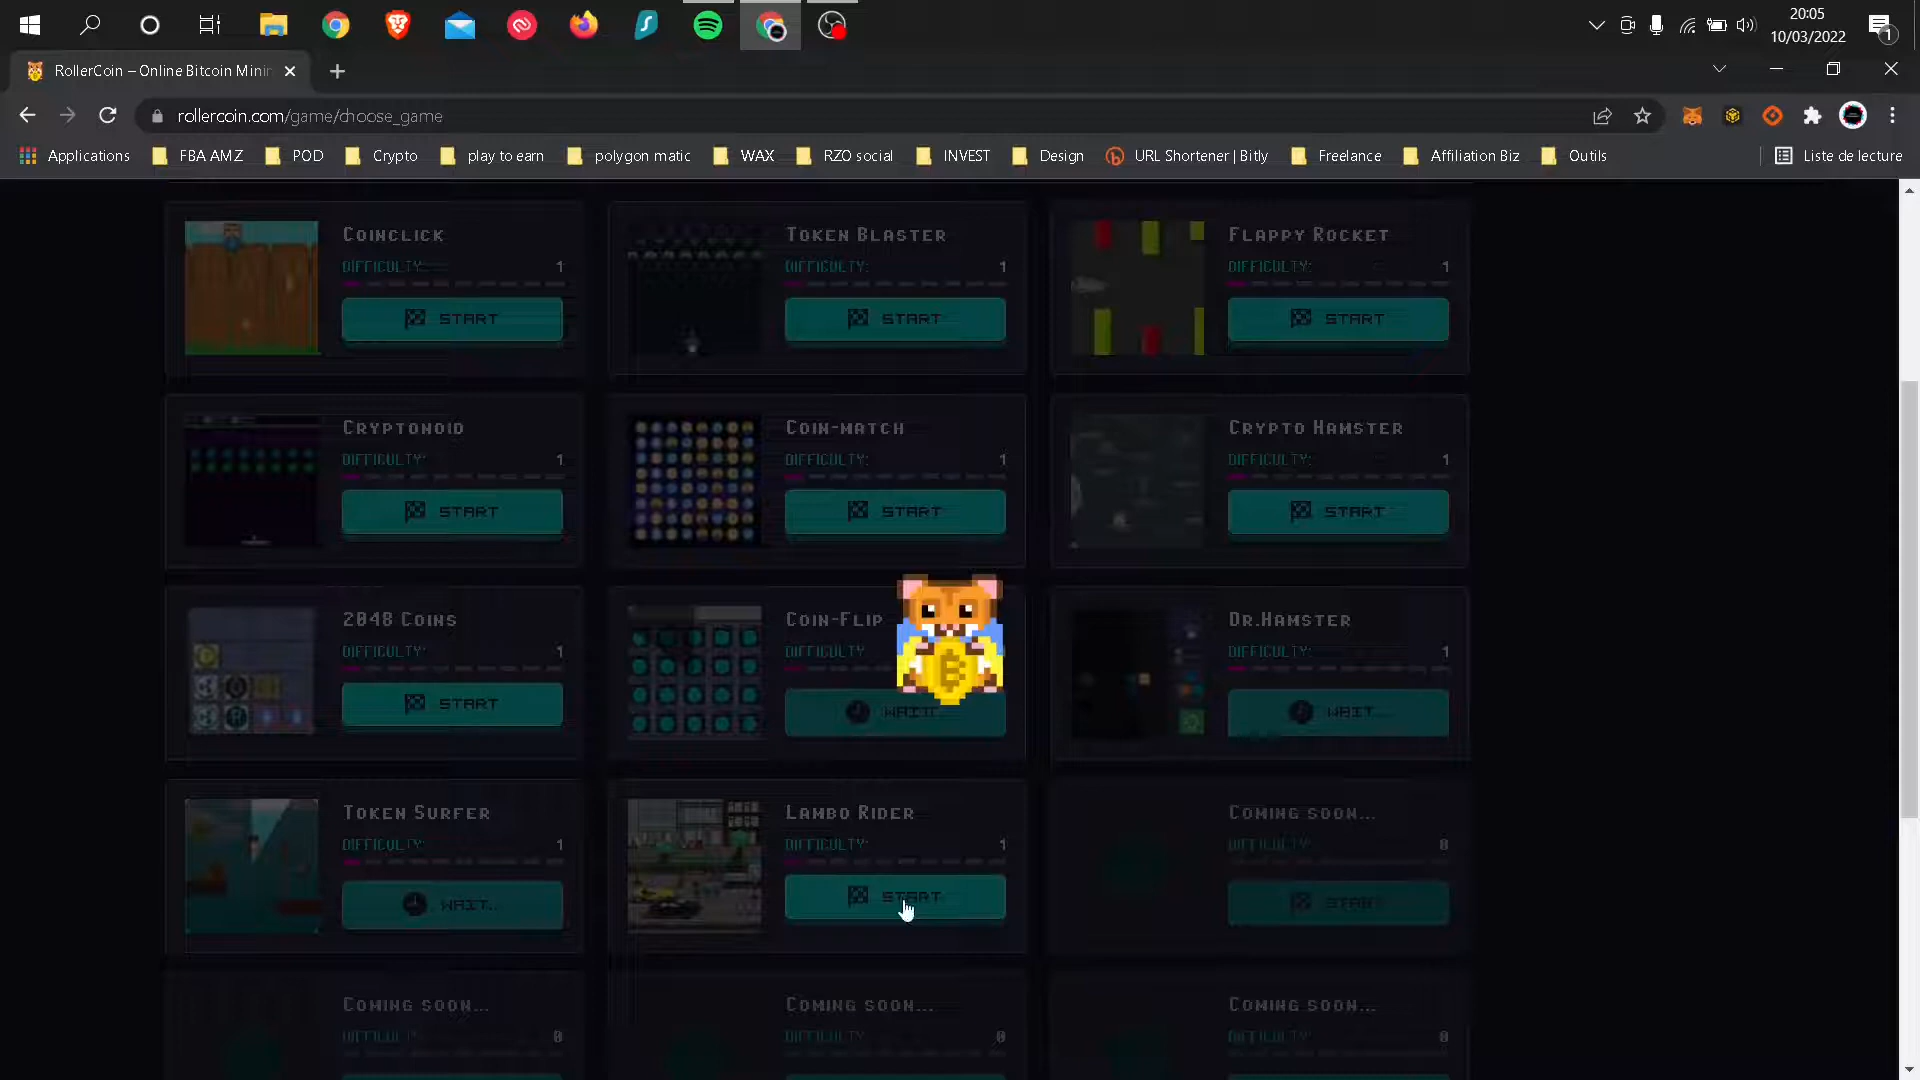 20:05
10/03/2022
1
RollerCoin – Online Bitcoin Minin
rollercoin.com/game/choose_game
Applications FBA AMZ POD Crypto play to earn polygon matic WAX RZO social INVEST Design URL Shortener | Bitly Freelance Affiliation Biz Outils Liste de lecture
Coinclick Token Blaster Flappy Rocket
Difficulty: 1 Difficulty: 1 Difficulty: 1
Start Start Start
Cryptonoid Coin-match Crypto Hamster
Difficulty: 1 Difficulty: 1 Difficulty: 1
Start Start Start
2048 Coins Coin-Flip Dr.Hamster
Difficulty: 1 Difficulty Difficulty: 1
Start Wait... Wait...
Token Surfer Lambo Rider Coming soon...
Difficulty: 1 Difficulty: 1 Difficulty: 0
Wait... Start Start
Coming soon... Coming soon... Coming soon...
Difficulty: 0 Difficulty: 0 Difficulty: 0